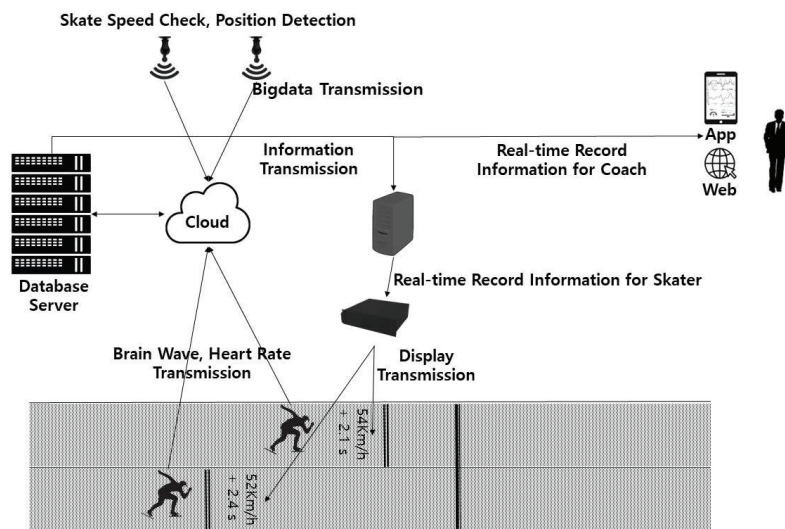 Skate Speed Check, Position Detection
Bigdata Transmission
Information
Transmission
Real-time Record
Information for Coach
App
Web
Cloud
Database
Server
Real-time Record Information for Skater
Brain Wave, Heart Rate
Transmission
Display
Transmission
54Km/h
+ 2.1 s
52Km/h
+ 2.4 s